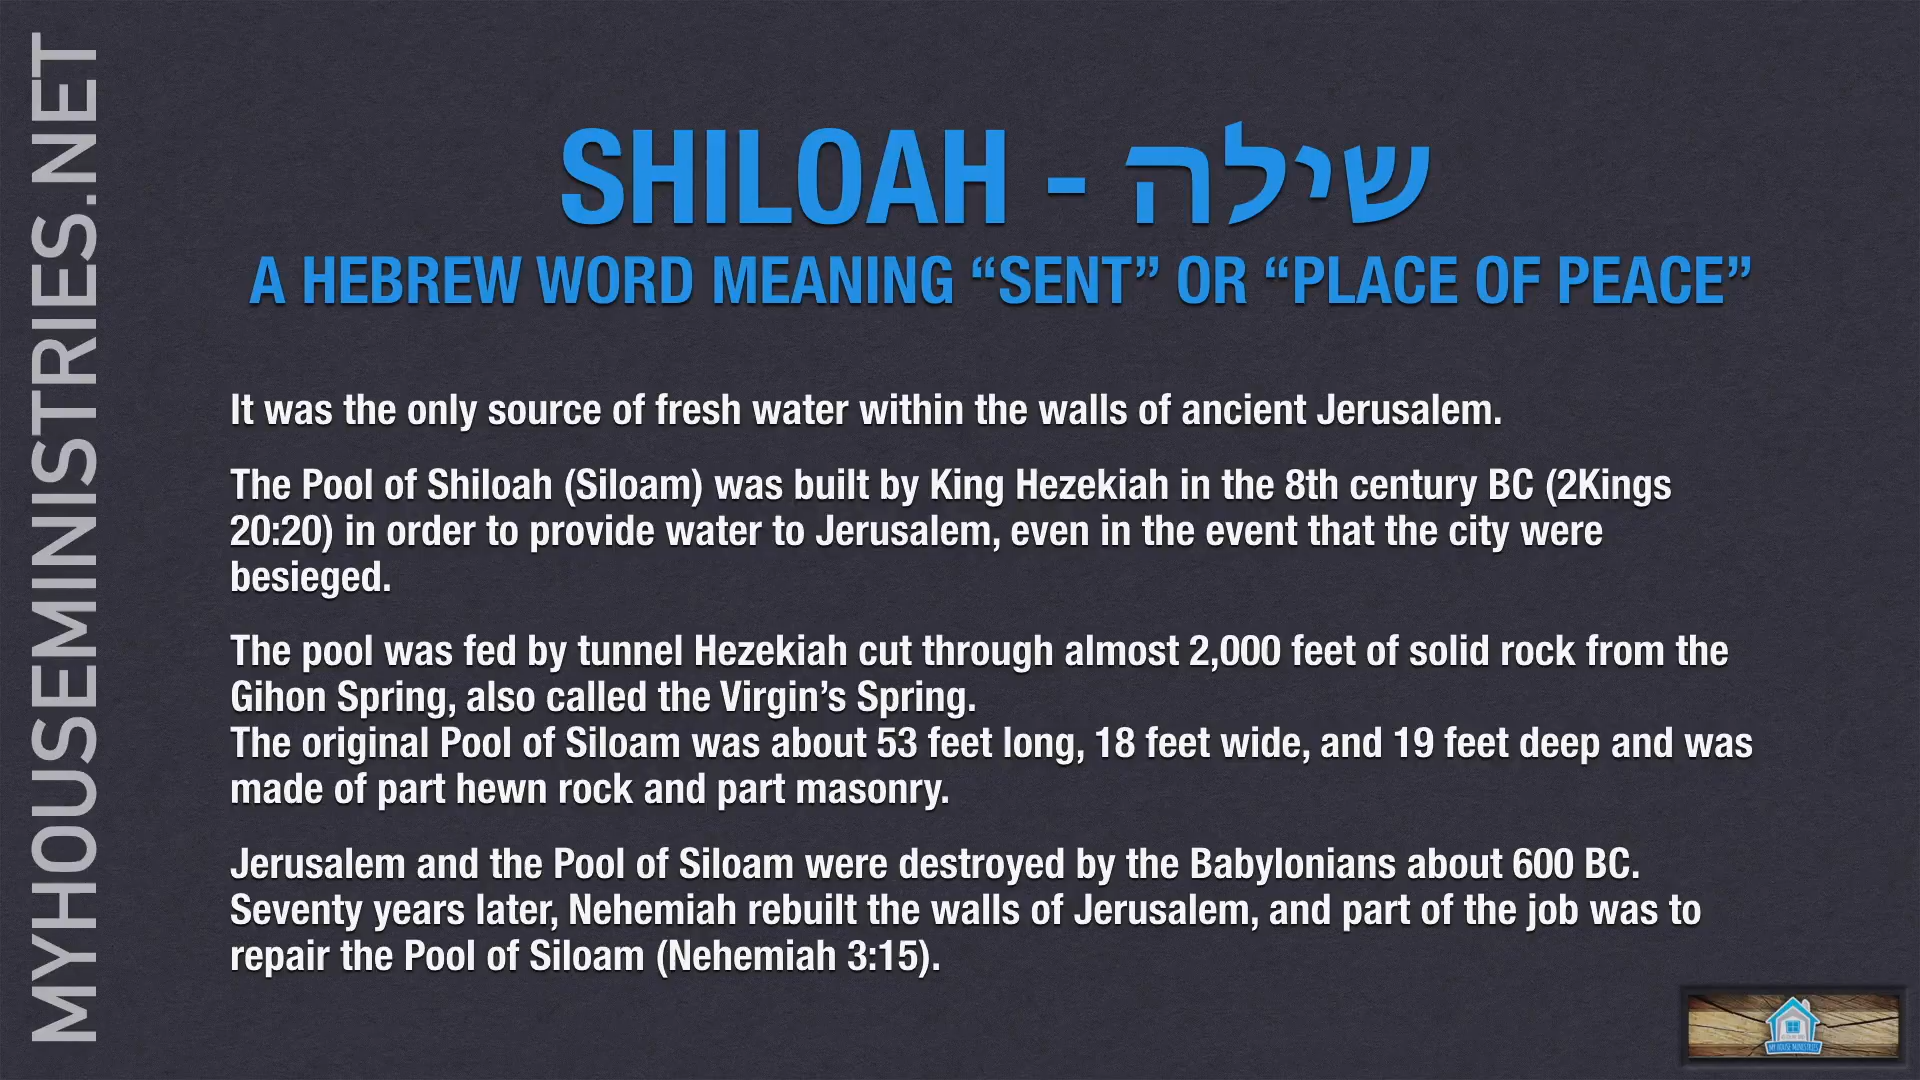 MYHOUSEMINISTRIES.NET
SHILOAH - שילה
A HEBREW WORD MEANING “SENT” OR “PLACE OF PEACE”
It was the only source of fresh water within the walls of ancient Jerusalem.
The Pool of Shiloah (Siloam) was built by King Hezekiah in the 8th century BC (2Kings
20:20) in order to provide water to Jerusalem, even in the event that the city were
besieged.
The pool was fed by tunnel Hezekiah cut through almost 2,000 feet of solid rock from the
Gihon Spring, also called the Virgin’s Spring.
The original Pool of Siloam was about 53 feet long, 18 feet wide, and 19 feet deep and was
made of part hewn rock and part masonry.
Jerusalem and the Pool of Siloam were destroyed by the Babylonians about 600 BC.
Seventy years later, Nehemiah rebuilt the walls of Jerusalem, and part of the job was to
repair the Pool of Siloam (Nehemiah 3:15).
MY HOUSE MINISTRIES